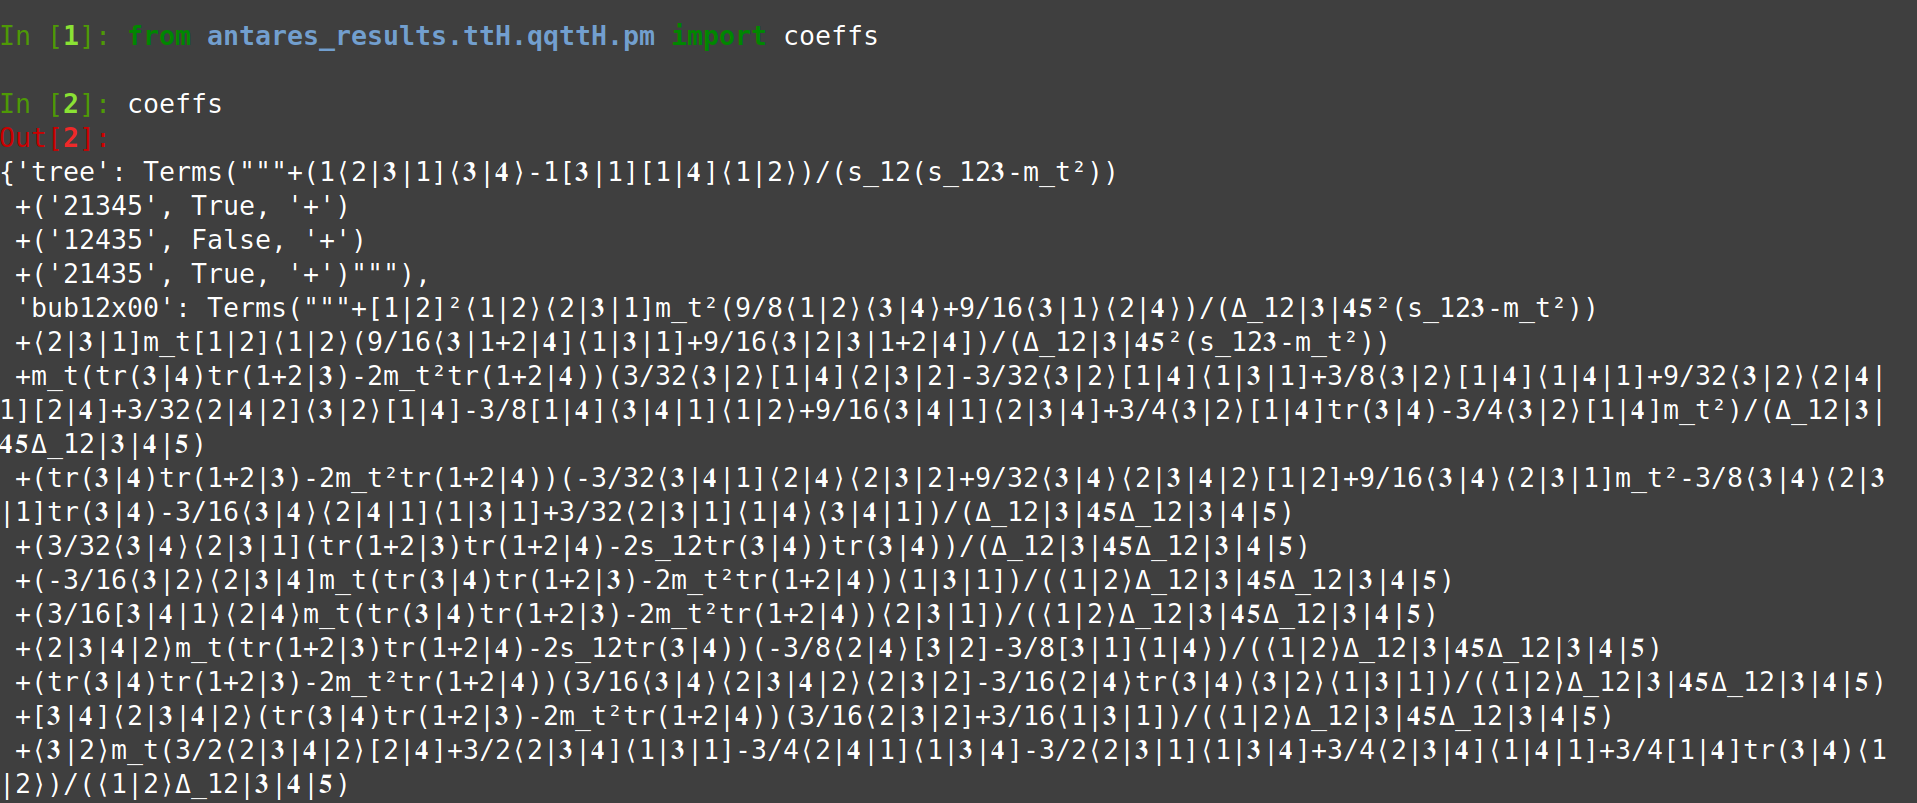 In [1]: from antares_results.ttH.qqttH.pm import coeffs
In [2]: coeffs
Out[2]:
{'tree': Terms("""+(1⟨2|𝟑|1]⟨𝟑|𝟒⟩-1[𝟑|1][1|𝟒]⟨1|2⟩)/(s_12(s_12𝟑-m_t²))
+('21345', True, '+')
+('12435', False, '+')
+('21435', True, '+')"""),
'bub12x00': Terms("""+[1|2]²⟨1|2⟩⟨2|𝟑|1]m_t²(9/8⟨1|2⟩⟨𝟑|𝟒⟩+9/16⟨𝟑|1⟩⟨2|𝟒⟩)/(Δ_12|𝟑|𝟒𝟓²(s_12𝟑-m_t²))
+⟨2|𝟑|1]m_t[1|2]⟨1|2⟩(9/16⟨𝟑|1+2|𝟒]⟨1|𝟑|1]+9/16⟨𝟑|2|𝟑|1+2|𝟒])/(Δ_12|𝟑|𝟒𝟓²(s_12𝟑-m_t²))
+m_t(tr(𝟑|𝟒)tr(1+2|𝟑)-2m_t²tr(1+2|𝟒))(3/32⟨𝟑|2⟩[1|𝟒]⟨2|𝟑|2]-3/32⟨𝟑|2⟩[1|𝟒]⟨1|𝟑|1]+3/8⟨𝟑|2⟩[1|𝟒]⟨1|𝟒|1]+9/32⟨𝟑|2⟩⟨2|𝟒|
1][2|𝟒]+3/32⟨2|𝟒|2]⟨𝟑|2⟩[1|𝟒]-3/8[1|𝟒]⟨𝟑|𝟒|1]⟨1|2⟩+9/16⟨𝟑|𝟒|1]⟨2|𝟑|𝟒]+3/4⟨𝟑|2⟩[1|𝟒]tr(𝟑|𝟒)-3/4⟨𝟑|2⟩[1|𝟒]m_t²)/(Δ_12|𝟑|
𝟒𝟓Δ_12|𝟑|𝟒|𝟓)
+(tr(𝟑|𝟒)tr(1+2|𝟑)-2m_t²tr(1+2|𝟒))(-3/32⟨𝟑|𝟒|1]⟨2|𝟒⟩⟨2|𝟑|2]+9/32⟨𝟑|𝟒⟩⟨2|𝟑|𝟒|2⟩[1|2]+9/16⟨𝟑|𝟒⟩⟨2|𝟑|1]m_t²-3/8⟨𝟑|𝟒⟩⟨2|𝟑
|1]tr(𝟑|𝟒)-3/16⟨𝟑|𝟒⟩⟨2|𝟒|1]⟨1|𝟑|1]+3/32⟨2|𝟑|1]⟨1|𝟒⟩⟨𝟑|𝟒|1])/(Δ_12|𝟑|𝟒𝟓Δ_12|𝟑|𝟒|𝟓)
+(3/32⟨𝟑|𝟒⟩⟨2|𝟑|1](tr(1+2|𝟑)tr(1+2|𝟒)-2s_12tr(𝟑|𝟒))tr(𝟑|𝟒))/(Δ_12|𝟑|𝟒𝟓Δ_12|𝟑|𝟒|𝟓)
+(-3/16⟨𝟑|2⟩⟨2|𝟑|𝟒]m_t(tr(𝟑|𝟒)tr(1+2|𝟑)-2m_t²tr(1+2|𝟒))⟨1|𝟑|1])/(⟨1|2⟩Δ_12|𝟑|𝟒𝟓Δ_12|𝟑|𝟒|𝟓)
+(3/16[𝟑|𝟒|1⟩⟨2|𝟒⟩m_t(tr(𝟑|𝟒)tr(1+2|𝟑)-2m_t²tr(1+2|𝟒))⟨2|𝟑|1])/(⟨1|2⟩Δ_12|𝟑|𝟒𝟓Δ_12|𝟑|𝟒|𝟓)
+⟨2|𝟑|𝟒|2⟩m_t(tr(1+2|𝟑)tr(1+2|𝟒)-2s_12tr(𝟑|𝟒))(-3/8⟨2|𝟒⟩[𝟑|2]-3/8[𝟑|1]⟨1|𝟒⟩)/(⟨1|2⟩Δ_12|𝟑|𝟒𝟓Δ_12|𝟑|𝟒|𝟓)
+(tr(𝟑|𝟒)tr(1+2|𝟑)-2m_t²tr(1+2|𝟒))(3/16⟨𝟑|𝟒⟩⟨2|𝟑|𝟒|2⟩⟨2|𝟑|2]-3/16⟨2|𝟒⟩tr(𝟑|𝟒)⟨𝟑|2⟩⟨1|𝟑|1])/(⟨1|2⟩Δ_12|𝟑|𝟒𝟓Δ_12|𝟑|𝟒|𝟓)
+[𝟑|𝟒]⟨2|𝟑|𝟒|2⟩(tr(𝟑|𝟒)tr(1+2|𝟑)-2m_t²tr(1+2|𝟒))(3/16⟨2|𝟑|2]+3/16⟨1|𝟑|1])/(⟨1|2⟩Δ_12|𝟑|𝟒𝟓Δ_12|𝟑|𝟒|𝟓)
+⟨𝟑|2⟩m_t(3/2⟨2|𝟑|𝟒|2⟩[2|𝟒]+3/2⟨2|𝟑|𝟒]⟨1|𝟑|1]-3/4⟨2|𝟒|1]⟨1|𝟑|𝟒]-3/2⟨2|𝟑|1]⟨1|𝟑|𝟒]+3/4⟨2|𝟑|𝟒]⟨1|𝟒|1]+3/4[1|𝟒]tr(𝟑|𝟒)⟨1
|2⟩)/(⟨1|2⟩Δ_12|𝟑|𝟒|𝟓)